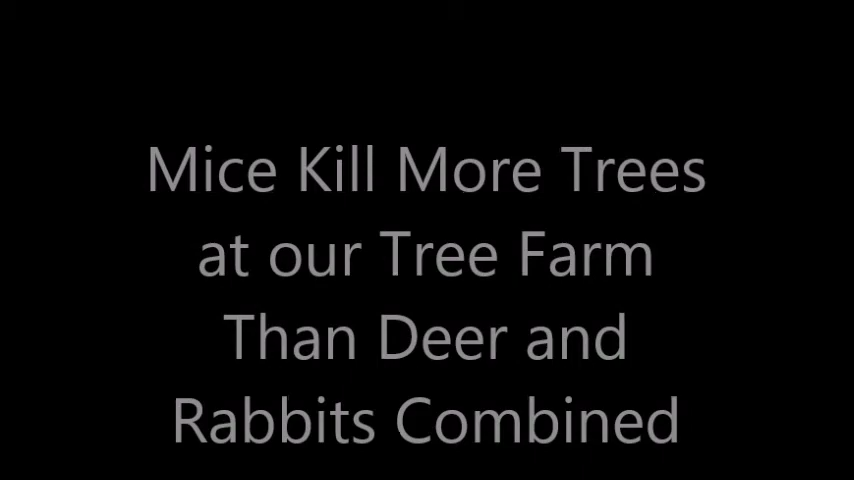 Mice Kill More Trees
at our Tree Farm
Than Deer and
Rabbits Combined